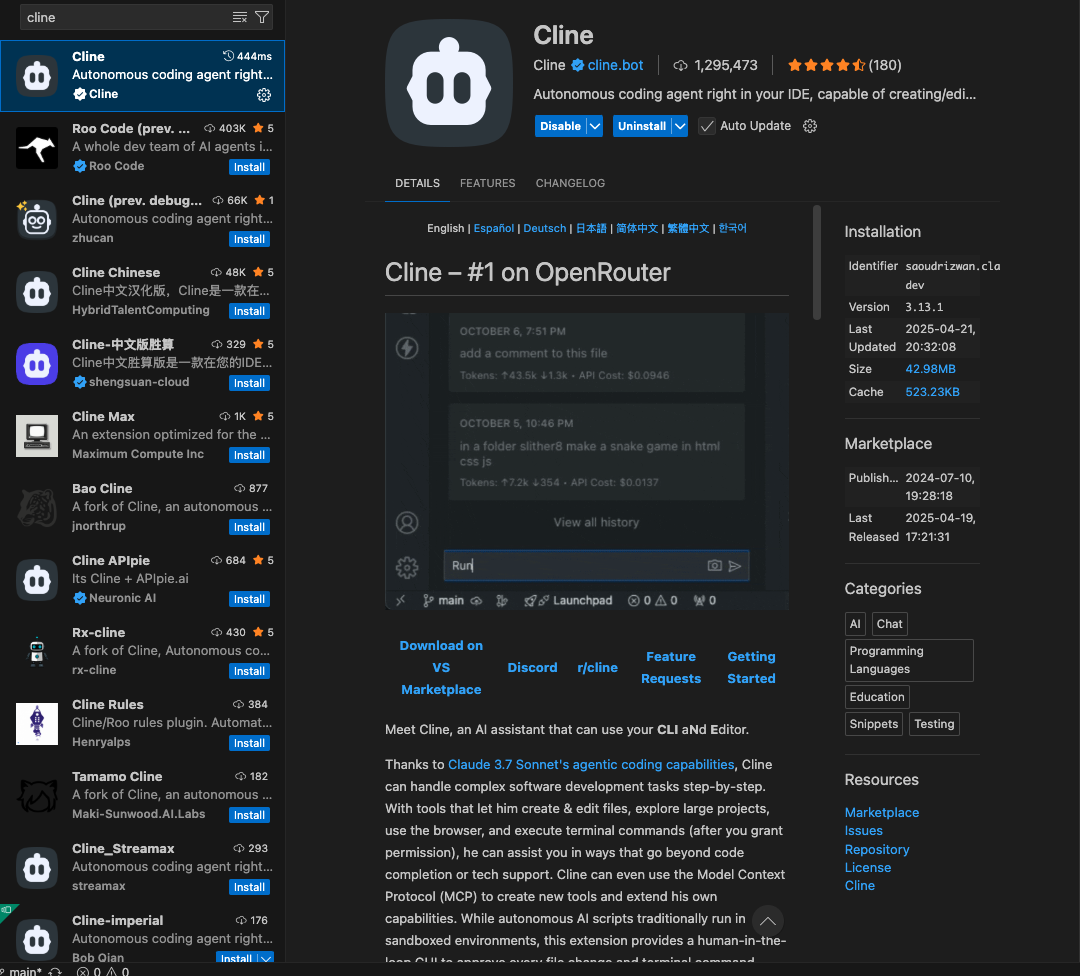 cline
Cline
444ms
Autonomous coding agent right...
Cline
Roo Code (prev. ...
403K
5
A whole dev team of AI agents i...
Roo Code
Install
Cline (prev. debug...
66K
1
Autonomous coding agent right...
zhucan
Install
Cline Chinese
48K
5
Cline中文汉化版，Cline是一款在...
HybridTalentComputing
Install
Cline-中文版胜算
329
5
Cline中文胜算版是一款在您的IDE...
shengsuan-cloud
Install
Cline Max
1K
5
An extension optimized for the ...
Maximum Compute Inc
Install
Bao Cline
877
A fork of Cline, an autonomous ...
jnorthrup
Install
Cline APIpie
684
5
Its Cline + APIpie.ai
Neuronic AI
Install
Rx-cline
430
5
A fork of Cline, Autonomous co...
rx-cline
Install
Cline Rules
384
Cline/Roo rules plugin. Automat...
Henryalps
Install
Tamamo Cline
182
A fork of Cline, an autonomous ...
Maki-Sunwood.AI.Labs
Install
Cline_Streamax
293
Autonomous coding agent right...
streamax
Install
Cline-imperial
176
Autonomous coding agent right...
Bob Qian
Install
main*
0
0
Cline
Cline
cline.bot
1,295,473
(180)
Autonomous coding agent right in your IDE, capable of creating/edi...
Disable
Uninstall
Auto Update
DETAILS
FEATURES
CHANGELOG
English | Español | Deutsch | 日本語 | 简体中文 | 繁體中文 | 한국어
Cline – #1 on OpenRouter
OCTOBER 6, 7:51 PM
add a comment to this file
Tokens: ↑43.5k ↓1.3k • API Cost: $0.0946
OCTOBER 5, 10:46 PM
in a folder slither8 make a snake game in html
css js
Tokens: ↑7.2k ↓354 • API Cost: $0.0137
View all history
Run
main
Launchpad
0
0
0
Download on
VS
Marketplace
Discord
r/cline
Feature
Requests
Getting
Started
Meet Cline, an AI assistant that can use your CLI aNd Editor.
Thanks to Claude 3.7 Sonnet's agentic coding capabilities, Cline
can handle complex software development tasks step-by-step.
With tools that let him create & edit files, explore large projects,
use the browser, and execute terminal commands (after you grant
permission), he can assist you in ways that go beyond code
completion or tech support. Cline can even use the Model Context
Protocol (MCP) to create new tools and extend his own
capabilities. While autonomous AI scripts traditionally run in
sandboxed environments, this extension provides a human-in-the-
loop GUI to approve every file change and terminal command
Installation
Identifier
saoudrizwan.cla
dev
Version
3.13.1
Last
Updated
2025-04-21,
20:32:08
Size
42.98MB
Cache
523.23KB
Marketplace
Publish...
2024-07-10,
19:28:18
Last
Released
2025-04-19,
17:21:31
Categories
AI
Chat
Programming
Languages
Education
Snippets
Testing
Resources
Marketplace
Issues
Repository
License
Cline